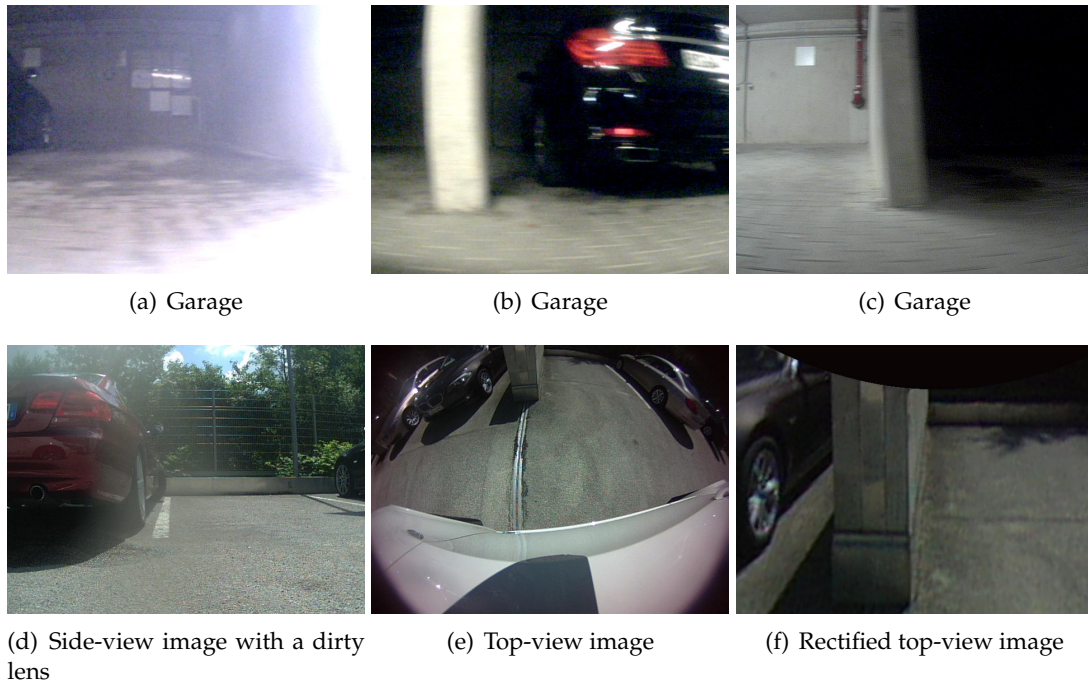 (a) Garage
(b) Garage
(c) Garage
(d) Side-view image with a dirty
lens
(e) Top-view image
(f) Rectified top-view image